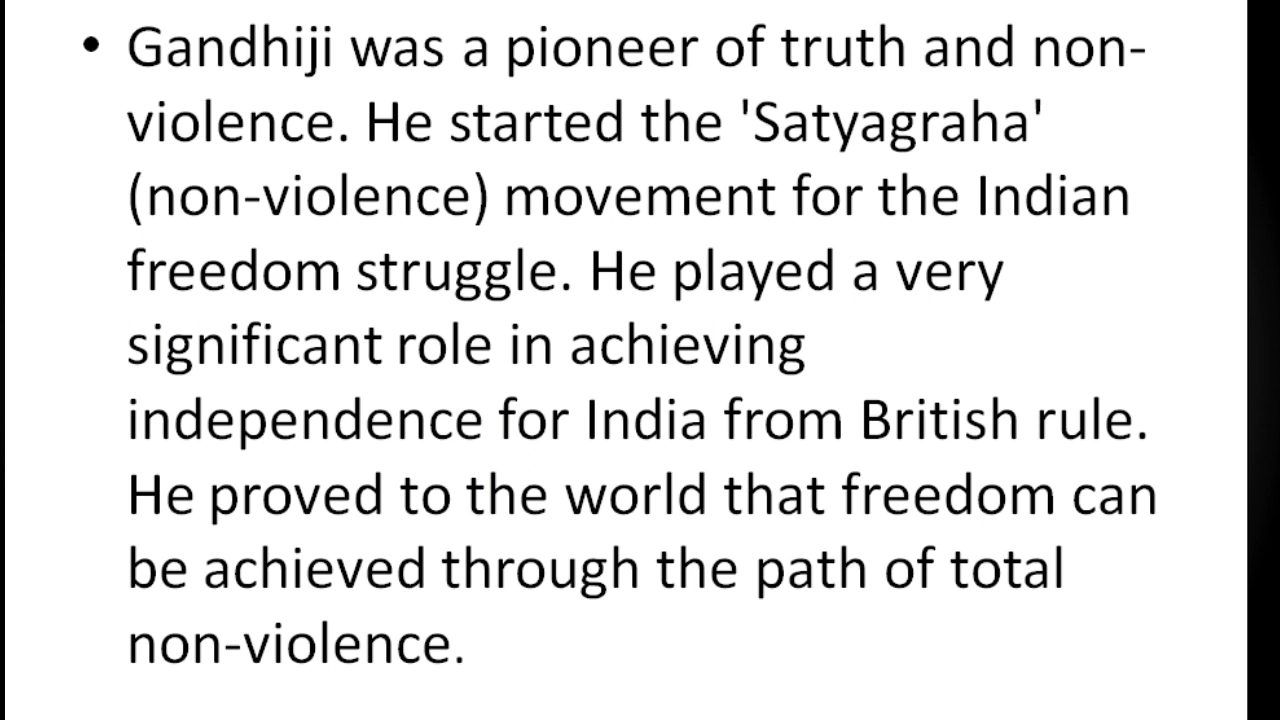 • Gandhiji was a pioneer of truth and non-
violence. He started the 'Satyagraha'
(non-violence) movement for the Indian
freedom struggle. He played a very
significant role in achieving
independence for India from British rule.
He proved to the world that freedom can
be achieved through the path of total
non-violence.